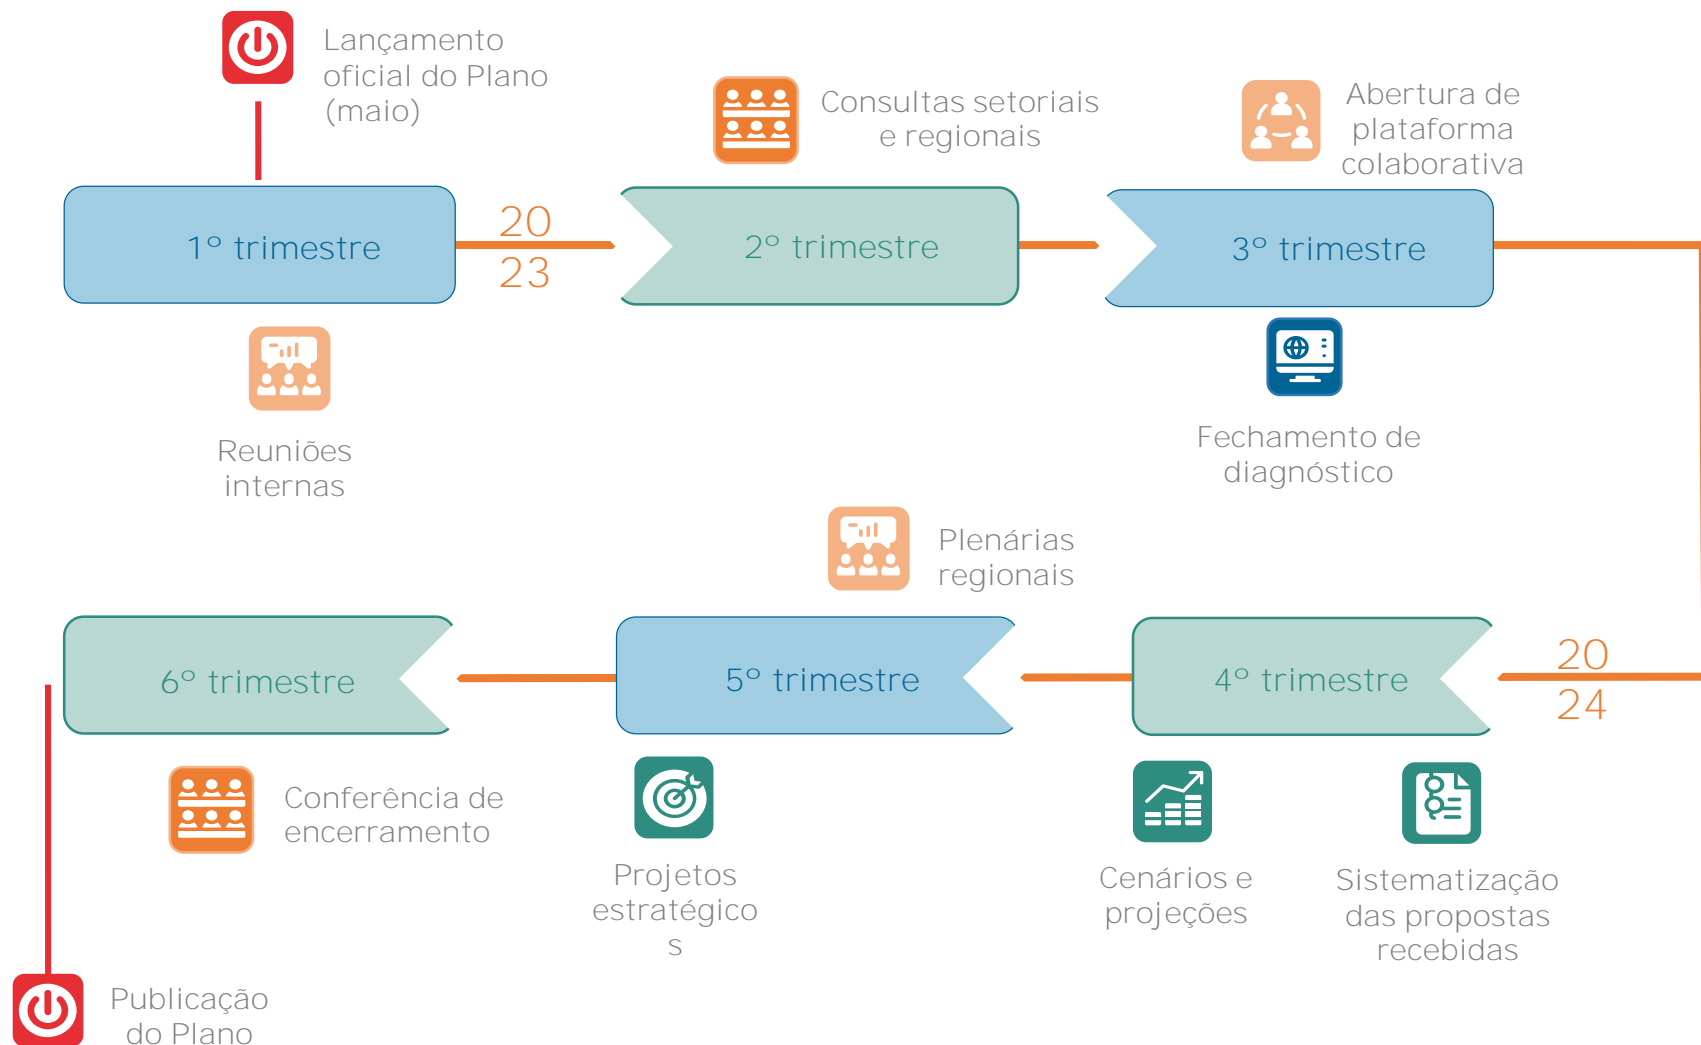 Lançamento
oficial do Plano
(maio)
Consultas setoriais
e regionais
Abertura de
plataforma
colaborativa
1º trimestre
20
23
2º trimestre
3º trimestre
Reuniões
internas
Fechamento de
diagnóstico
Plenárias
regionais
20
24
4º trimestre
5º trimestre
6º trimestre
Sistematização
das propostas
recebidas
Cenários e
projeções
Projetos
estratégico
s
Conferência de
encerramento
Publicação
do Plano